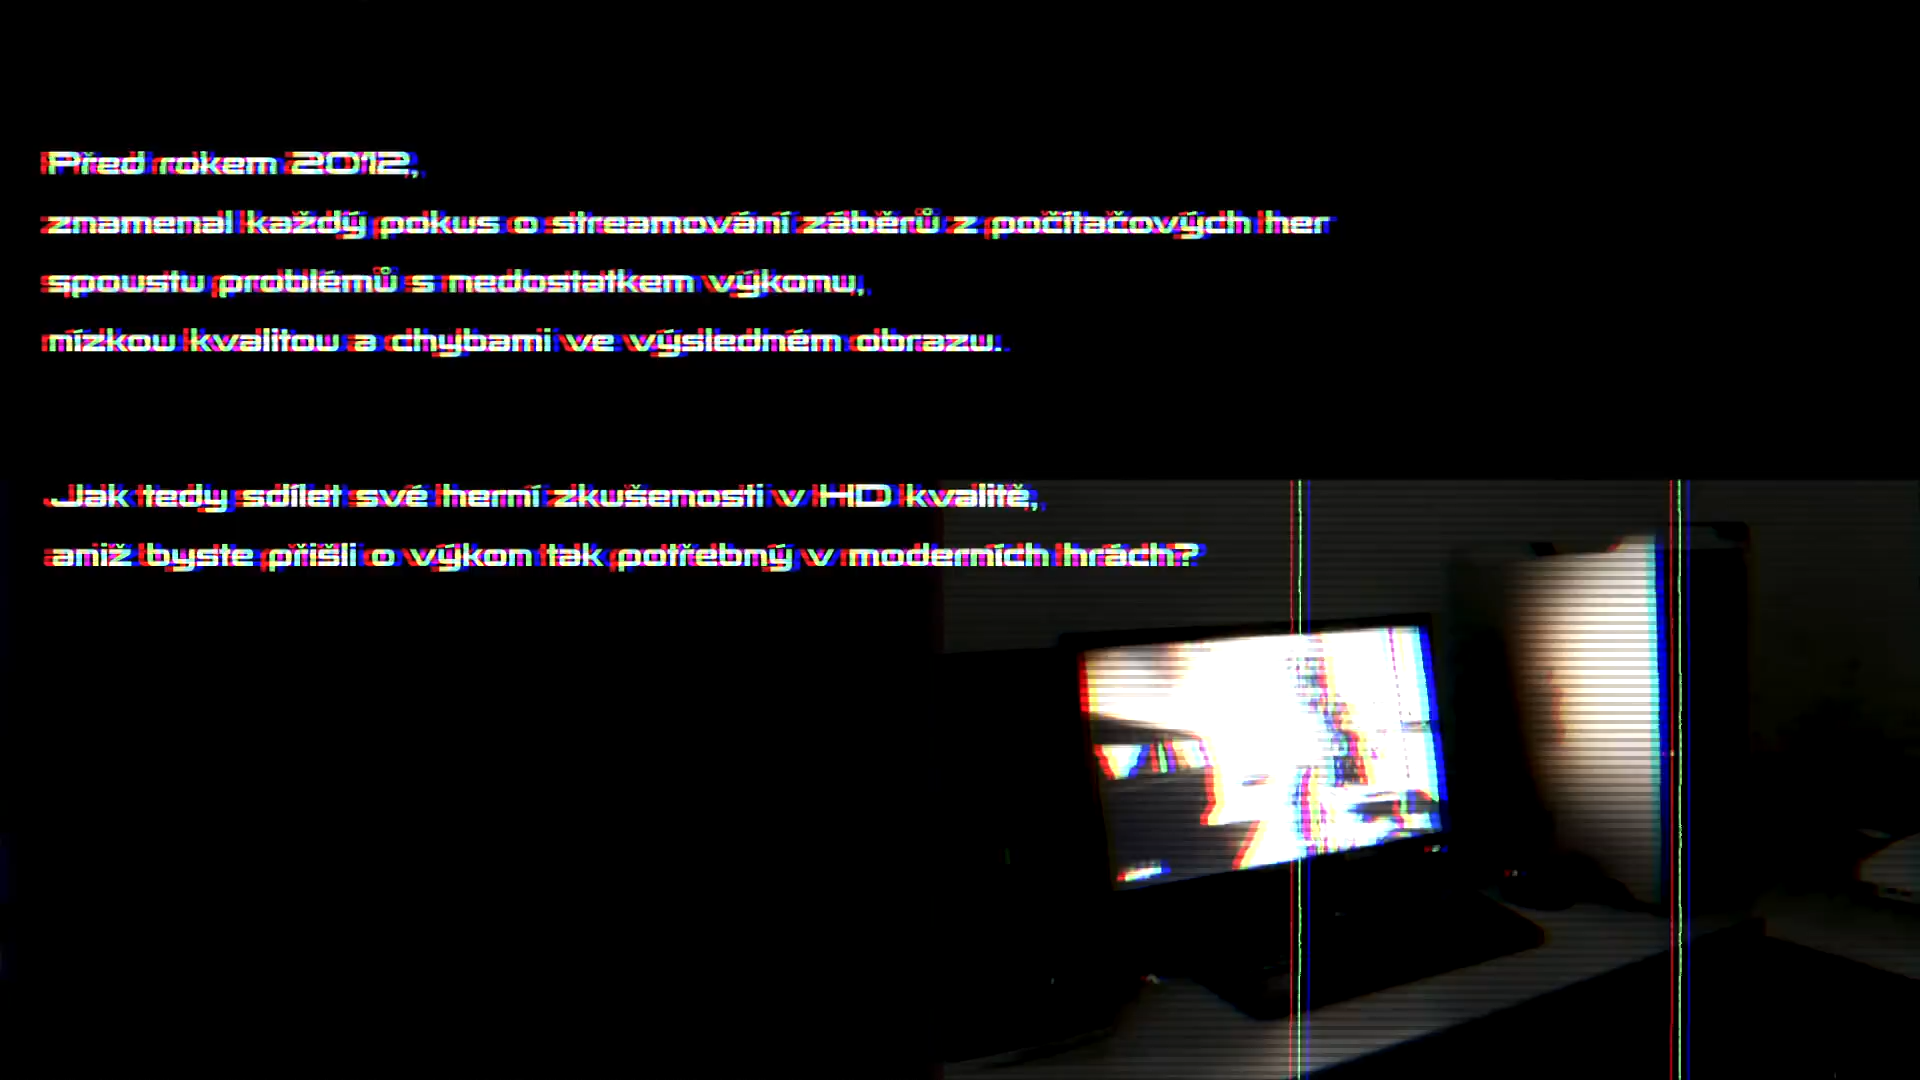 Před rokem 2012,
znamenal každý pokus o streamování záběrů z počítačových her
spoustu problémů s nedostatkem výkonu,
nízkou kvalitou a chybami ve výsledném obrazu.
Jak tedy sdílet své herní zkušenosti v HD kvalitě,
aniž byste přišli o výkon tak potřebný v moderních hrách?